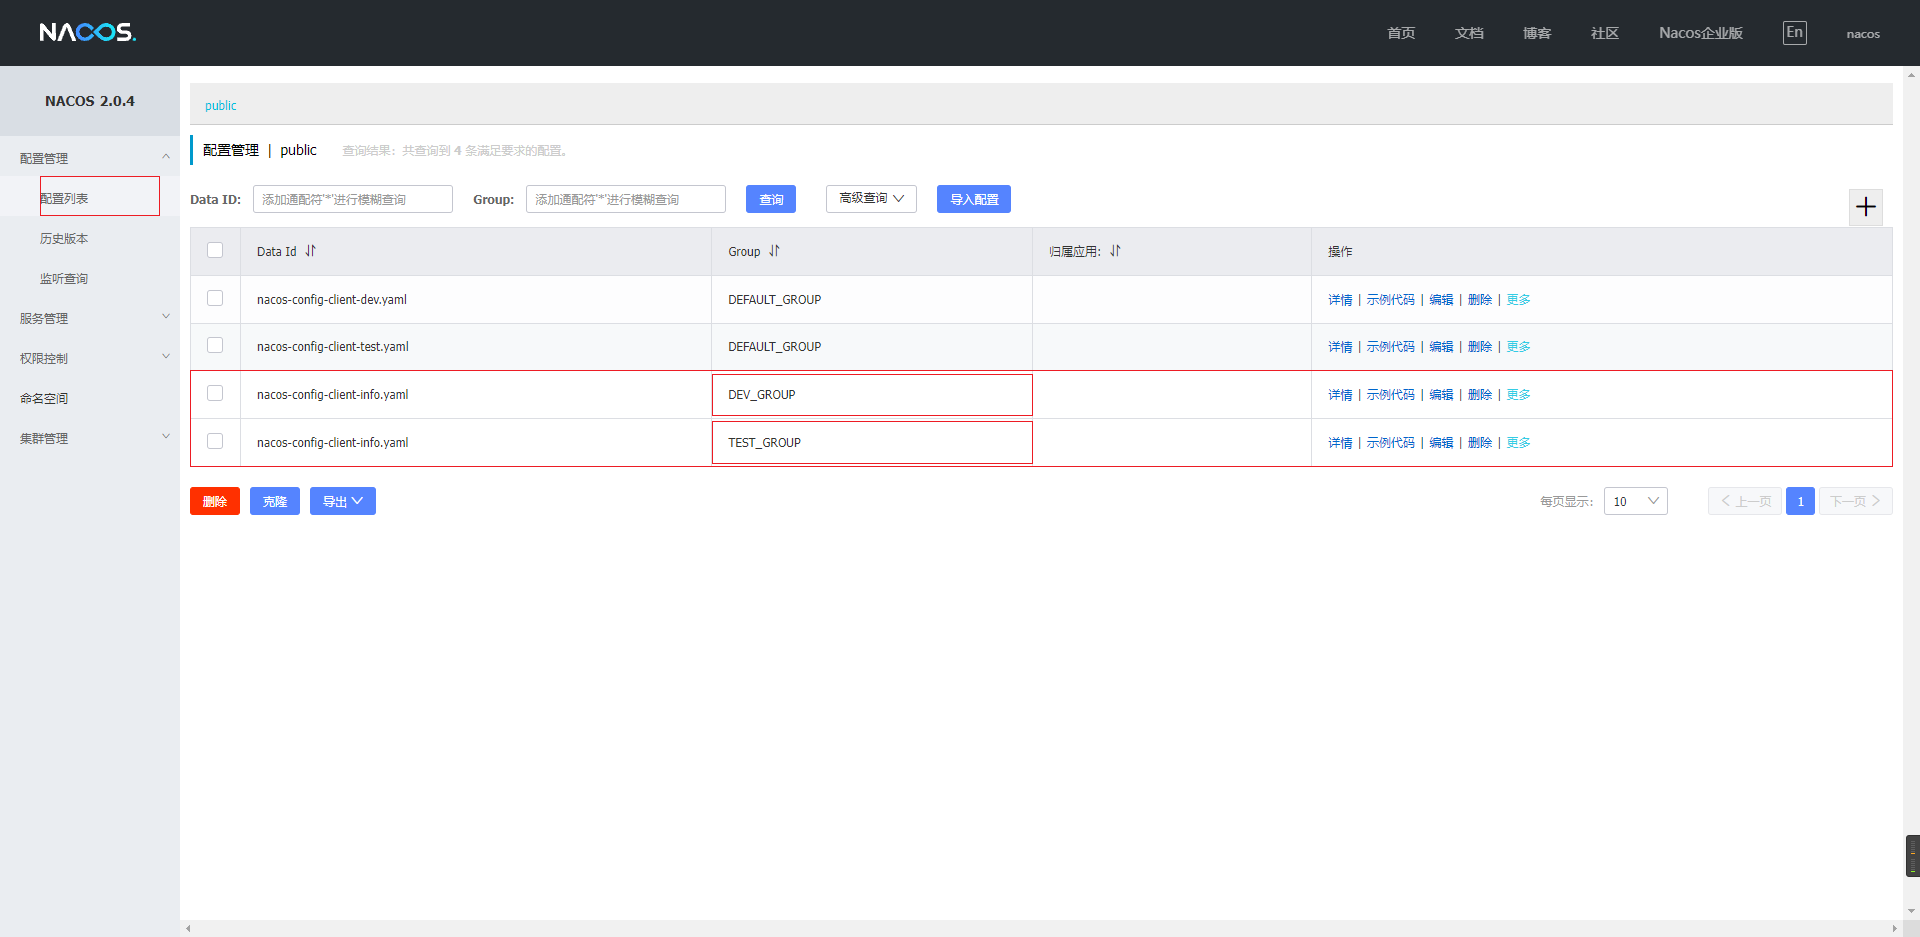 NACOS.
首页 文档 博客 社区 Nacos企业版 En nacos
NACOS 2.0.4
配置管理
配置列表
历史版本
监听查询
服务管理
权限控制
命名空间
集群管理
public
配置管理 | public 查询结果：共查询到 4 条满足要求的配置。
Data ID: 添加通配符'*'进行模糊查询 Group: 添加通配符'*'进行模糊查询 查询 高级查询 导入配置
Data Id Group 归属应用: 操作
nacos-config-client-dev.yaml DEFAULT_GROUP 详情 | 示例代码 | 编辑 | 删除 | 更多
nacos-config-client-test.yaml DEFAULT_GROUP 详情 | 示例代码 | 编辑 | 删除 | 更多
nacos-config-client-info.yaml DEV_GROUP 详情 | 示例代码 | 编辑 | 删除 | 更多
nacos-config-client-info.yaml TEST_GROUP 详情 | 示例代码 | 编辑 | 删除 | 更多
删除 克隆 导出 每页显示: 10 上一页 1 下一页